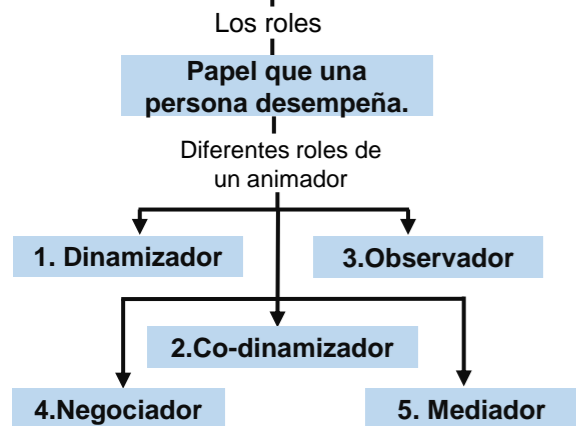 Los roles
Papel que una
persona desempeña.
Diferentes roles de
un animador
1. Dinamizador
3.Observador
2.Co-dinamizador
4.Negociador
5. Mediador